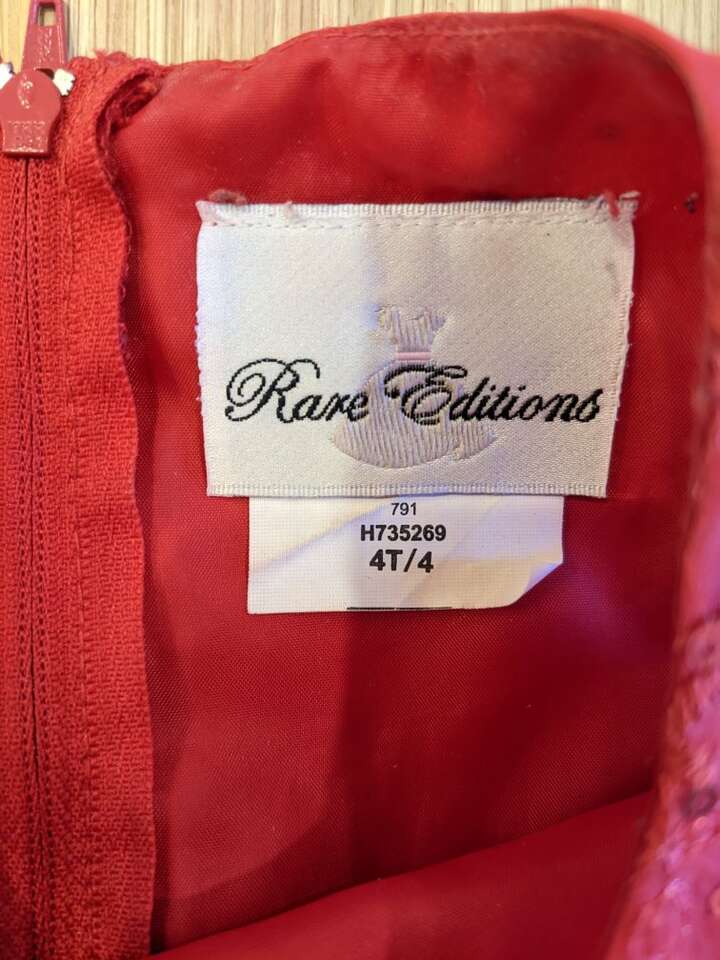 Rare Editions
791
H735269
4T/4